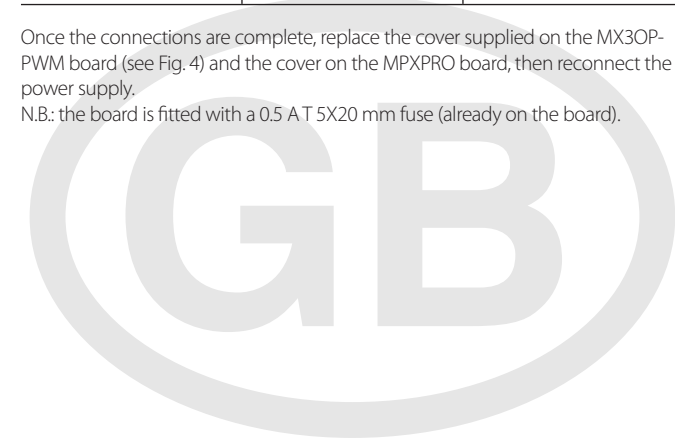 Once the connections are complete, replace the cover supplied on the MX3OP-
PWM board (see Fig. 4) and the cover on the MPXPRO board, then reconnect the
power supply.
N.B.: the board is fitted with a 0.5 A T 5X20 mm fuse (already on the board).
GB